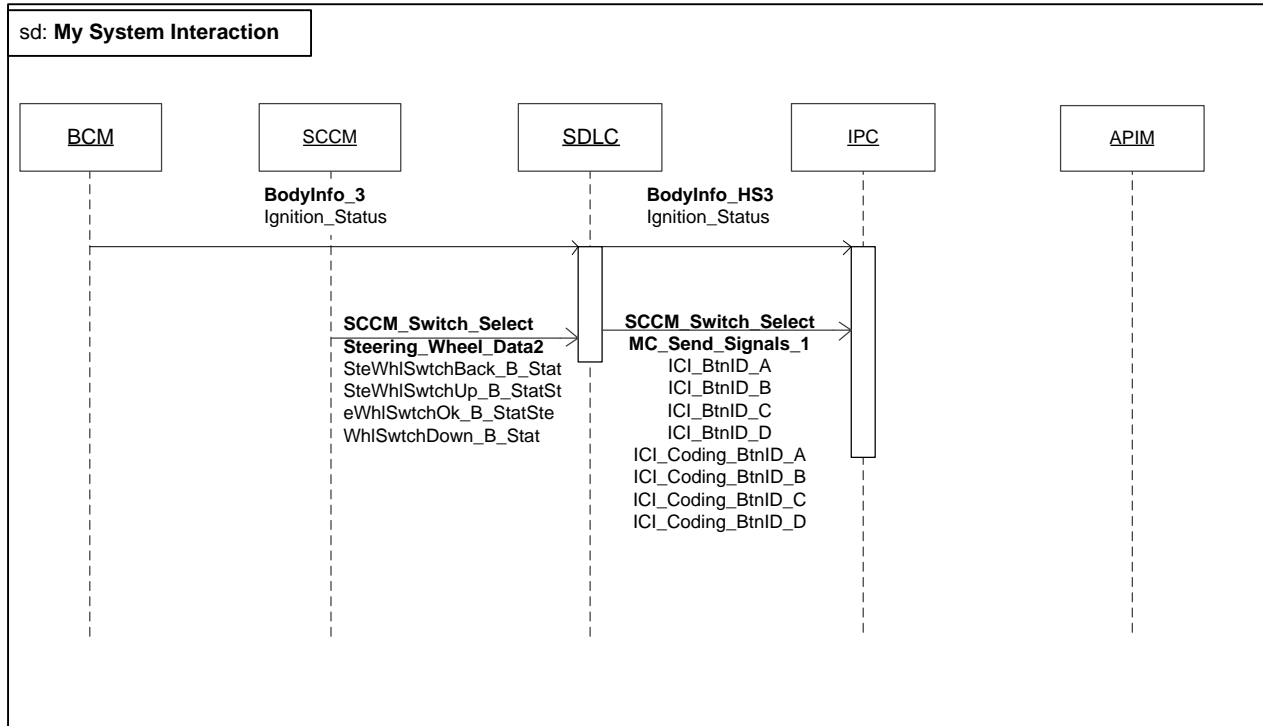 sd: My System Interaction
BCM
SCCM
SDLC
IPC
APIM
BodyInfo_3
Ignition_Status
BodyInfo_HS3
Ignition_Status
SCCM_Switch_Select
Steering_Wheel_Data2
SteWhlSwtchBack_B_Stat
SteWhlSwtchUp_B_StatSt
eWhlSwtchOk_B_StatSte
WhlSwtchDown_B_Stat
SCCM_Switch_Select
MC_Send_Signals_1
ICI_BtnID_A
ICI_BtnID_B
ICI_BtnID_C
ICI_BtnID_D
ICI_Coding_BtnID_A
ICI_Coding_BtnID_B
ICI_Coding_BtnID_C
ICI_Coding_BtnID_D